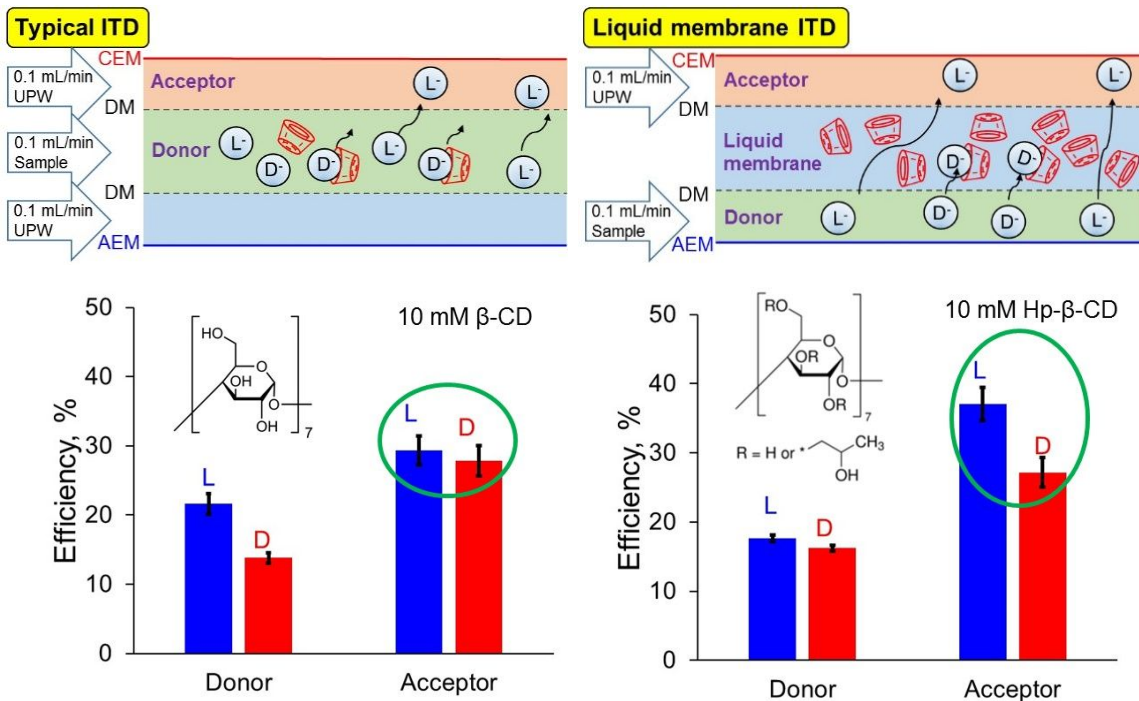 Typical ITD
CEM
0.1 mL/min
UPW
Acceptor
L-
L-
DM
0.1 mL/min
Sample
Donor
L-
D-
D-
L-
D-
L-
DM
0.1 mL/min
UPW
AEM
Liquid membrane ITD
CEM
0.1 mL/min
UPW
Acceptor
L-
L-
DM
Liquid
membrane
D-
D-
DM
0.1 mL/min
Sample
Donor
L-
D-
D-
L-
AEM
Efficiency, %
50
40
30
20
10
0
HO
O
OH
O
OH
7
10 mM β-CD
L
D
L
D
Donor
Acceptor
Efficiency, %
50
40
30
20
10
0
RO
O
OR
O
OR
7
R = H or *
CH3
OH
10 mM Hp-β-CD
L
D
L
D
Donor
Acceptor